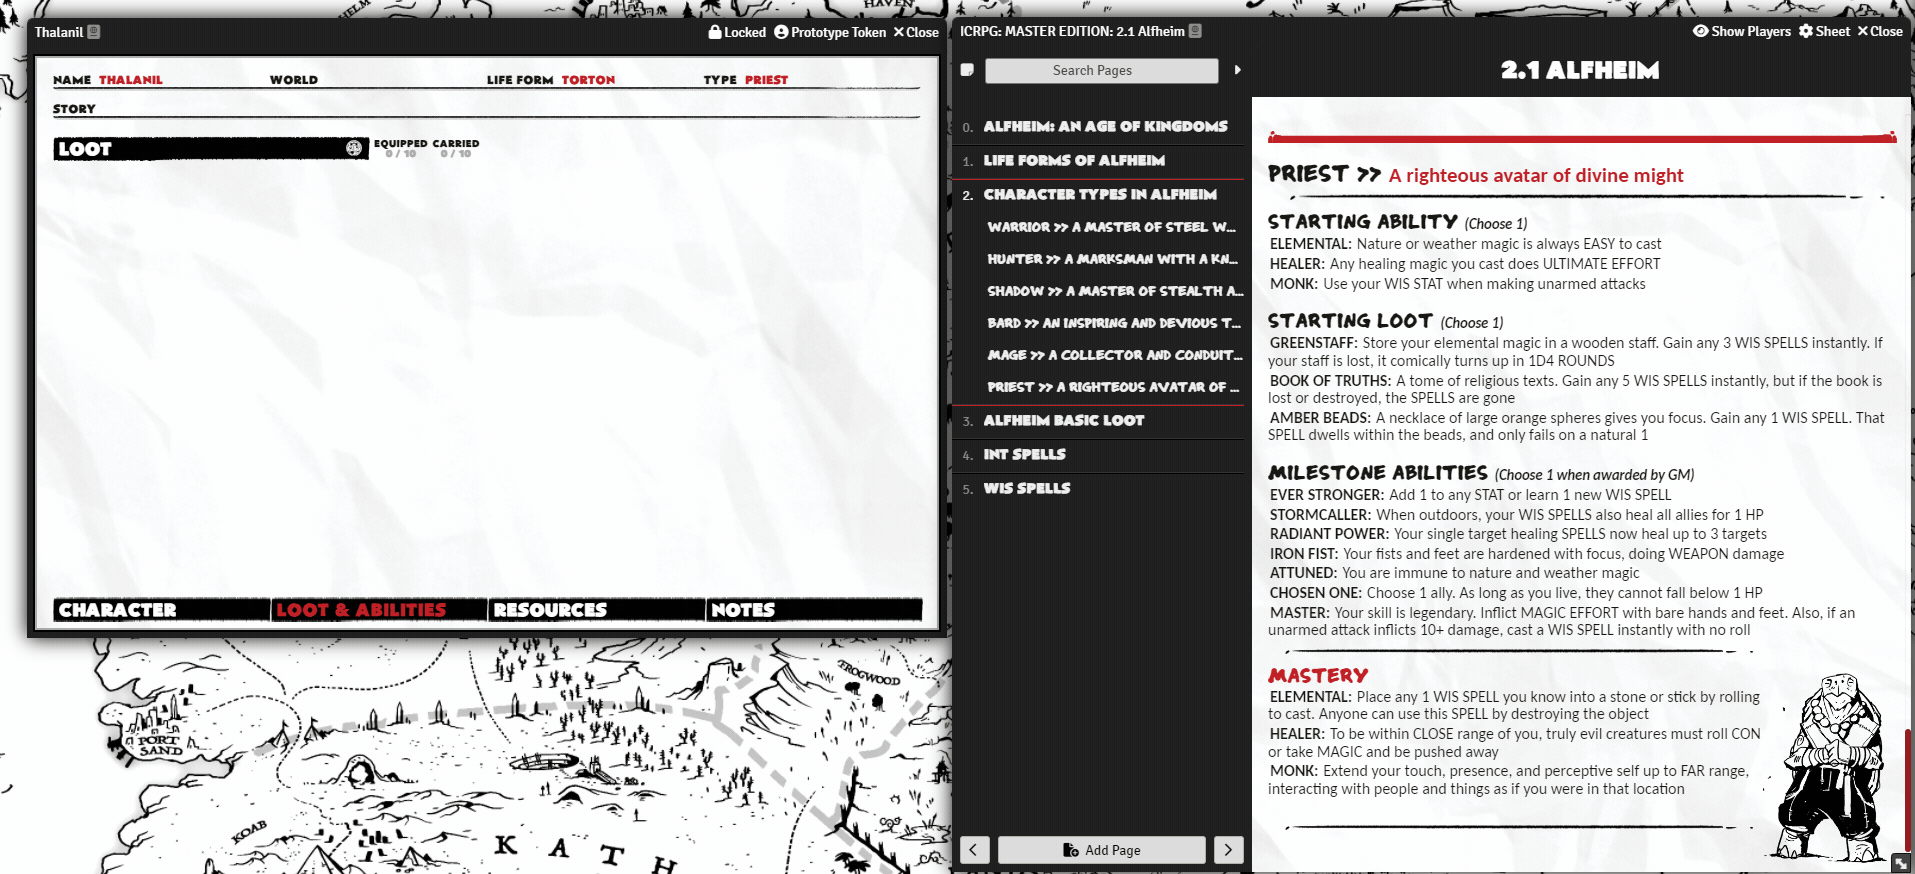 HELM
HAVEN
Thalanil
Locked Prototype Token Close
NAME THALANIL WORLD LIFE FORM TORTON TYPE PRIEST
STORY
LOOT EQUIPPED CARRIED
0 / 10 0 / 10
CHARACTER LOOT & ABILITIES RESOURCES NOTES
ICRPG: MASTER EDITION: 2.1 Alfheim
Show Players Sheet Close
Search Pages
0. ALFHEIM: AN AGE OF KINGDOMS
1. LIFE FORMS OF ALFHEIM
2. CHARACTER TYPES IN ALFHEIM
WARRIOR >> A MASTER OF STEEL W...
HUNTER >> A MARKSMAN WITH A KN...
SHADOW >> A MASTER OF STEALTH A...
BARD >> AN INSPIRING AND DEVIOUS T...
MAGE >> A COLLECTOR AND CONDUIT...
PRIEST >> A RIGHTEOUS AVATAR OF ...
3. ALFHEIM BASIC LOOT
4. INT SPELLS
5. WIS SPELLS
Add Page
2.1 ALFHEIM
PRIEST >> A righteous avatar of divine might
STARTING ABILITY (Choose 1)
ELEMENTAL: Nature or weather magic is always EASY to cast
HEALER: Any healing magic you cast does ULTIMATE EFFORT
MONK: Use your WIS STAT when making unarmed attacks
STARTING LOOT (Choose 1)
GREENSTAFF: Store your elemental magic in a wooden staff. Gain any 3 WIS SPELLS instantly. If
your staff is lost, it comically turns up in 1D4 ROUNDS
BOOK OF TRUTHS: A tome of religious texts. Gain any 5 WIS SPELLS instantly, but if the book is
lost or destroyed, the SPELLS are gone
AMBER BEADS: A necklace of large orange spheres gives you focus. Gain any 1 WIS SPELL. That
SPELL dwells within the beads, and only fails on a natural 1
MILESTONE ABILITIES (Choose 1 when awarded by GM)
EVER STRONGER: Add 1 to any STAT or learn 1 new WIS SPELL
STORMCALLER: When outdoors, your WIS SPELLS also heal all allies for 1 HP
RADIANT POWER: Your single target healing SPELLS now heal up to 3 targets
IRON FIST: Your fists and feet are hardened with focus, doing WEAPON damage
ATTUNED: You are immune to nature and weather magic
CHOSEN ONE: Choose 1 ally. As long as you live, they cannot fall below 1 HP
MASTER: Your skill is legendary. Inflict MAGIC EFFORT with bare hands and feet. Also, if an
unarmed attack inflicts 10+ damage, cast a WIS SPELL instantly with no roll
MASTERY
ELEMENTAL: Place any 1 WIS SPELL you know into a stone or stick by rolling
to cast. Anyone can use this SPELL by destroying the object
HEALER: To be within CLOSE range of you, truly evil creatures must roll CON
or take MAGIC and be pushed away
MONK: Extend your touch, presence, and perceptive self up to FAR range,
interacting with people and things as if you were in that location
FROGWOOD
PORT
SAND
KOAB
KATH